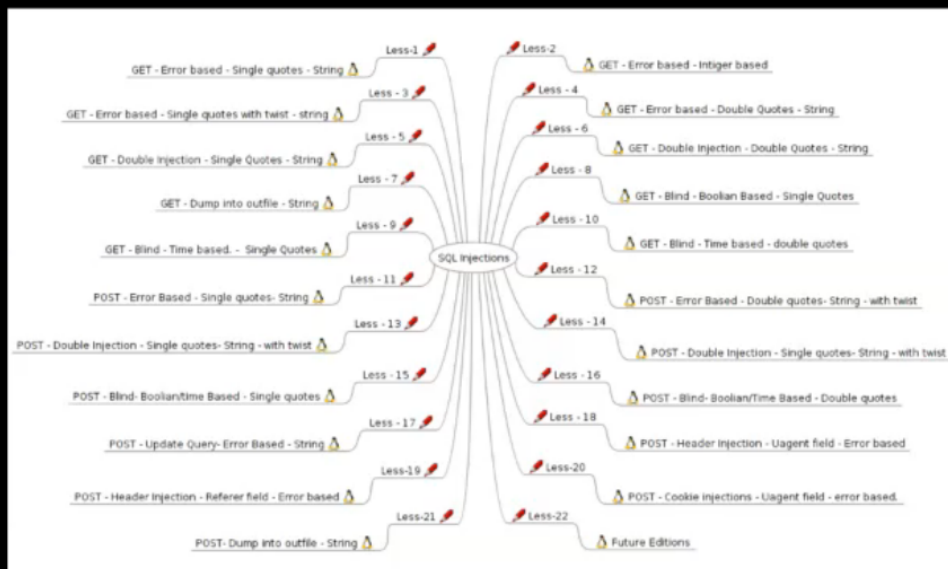 Less-1
GET - Error based - Single quotes - String
Less - 3
GET - Error based - Single quotes with twist - string
Less - 5
GET - Double Injection - Single Quotes - String
Less - 7
GET - Dump into outfile - String
Less - 9
GET - Blind - Time based. - Single Quotes
Less - 11
POST - Error Based - Single quotes- String
Less - 13
POST - Double Injection - Single quotes- String - with twist
Less - 15
POST - Blind- Boolian/time Based - Single quotes
Less - 17
POST - Update Query- Error Based - String
Less-19
POST - Header Injection - Referer field - Error based
Less-21
POST- Dump into outfile - String
SQL Injections
Less-2
GET - Error based - Intiger based
Less - 4
GET - Error based - Double Quotes - String
Less - 6
GET - Double Injection - Double Quotes - String
Less - 8
GET - Blind - Boolian Based - Single Quotes
Less - 10
GET - Blind - Time based - double quotes
Less - 12
POST - Error Based - Double quotes- String - with twist
Less - 14
POST - Double Injection - Single quotes- String - with twist
Less - 16
POST - Blind- Boolian/Time Based - Double quotes
Less - 18
POST - Header Injection - Uagent field - Error based
Less-20
POST - Cookie injections - Uagent field - error based.
Less-22
Future Editions